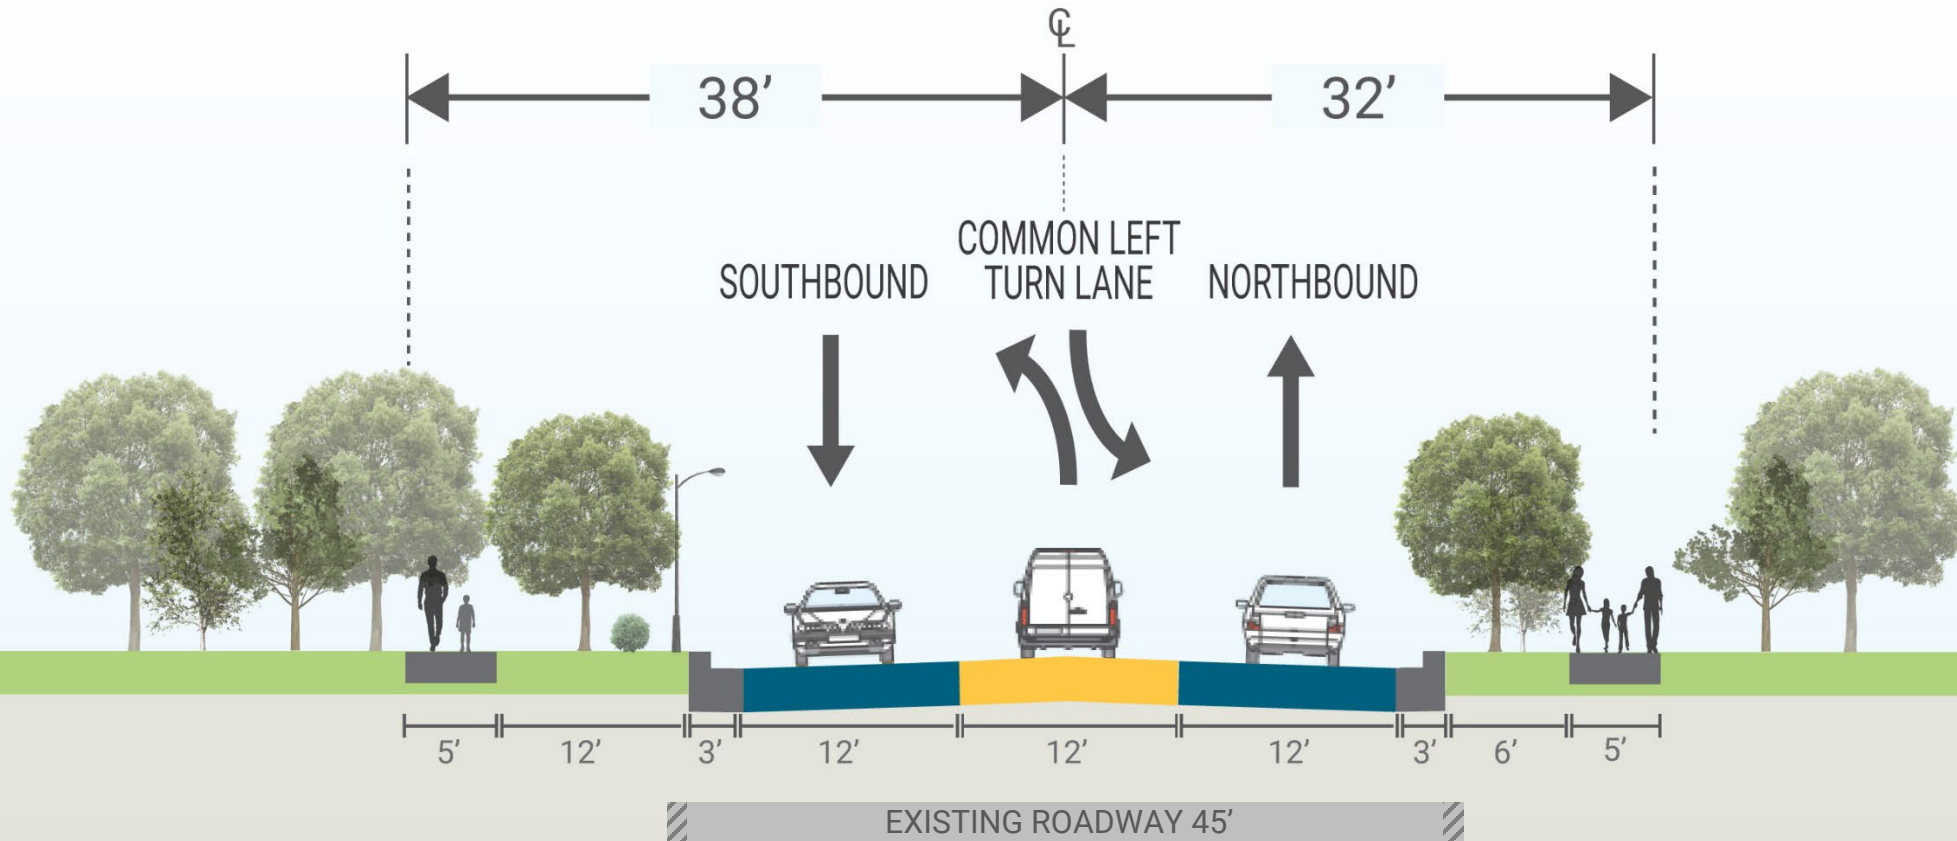 ℄
38’
32’
COMMON LEFT
TURN LANE
SOUTHBOUND
NORTHBOUND
5’
12’
3’
12’
12’
12’
3’
6’
5’
EXISTING ROADWAY 45’